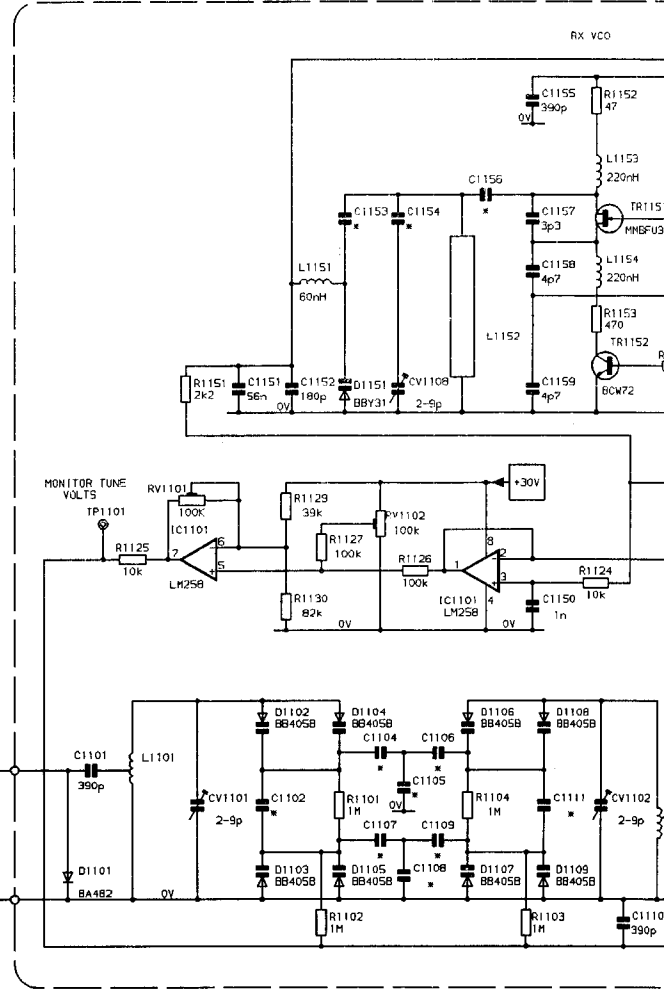 RX VCO
C1155
390p
0V
R1152
47
L1153
220nH
C1156
*
C1153
*
C1154
*
C1157
3p3
TR1151
MMBFU3
L1151
60nH
C1158
4p7
L1154
220nH
L1152
R1153
470
TR1152
R1151
2k2
C1151
56n
C1152
180p
0V
D1151
BBY31
CV1108
2-9p
C1159
4p7
BCW72
R
MONITOR TUNE
VOLTS
TP1101
RV1101
100K
IC1101
R1129
39k
+30V
RV1102
100k
R1127
100k
R1125
10k
7
6
5
LM258
R1126
100k
1
8
2
3
4
R1124
10k
R1130
82k
IC1101
LM258
C1150
1n
0V
0V
D1102
BB405B
D1104
BB405B
D1106
BB405B
D1108
BB405B
C1104
*
C1106
*
C1101
390p
L1101
C1105
*
0V
CV1101
2-9p
C1102
*
R1101
1M
R1104
1M
C1111
*
CV1102
2-9p
C1107
*
C1109
*
D1101
BA482
0V
D1103
BB405B
D1105
BB405B
C1108
*
D1107
BB405B
D1109
BB405B
R1102
1M
R1103
1M
C1110
390p